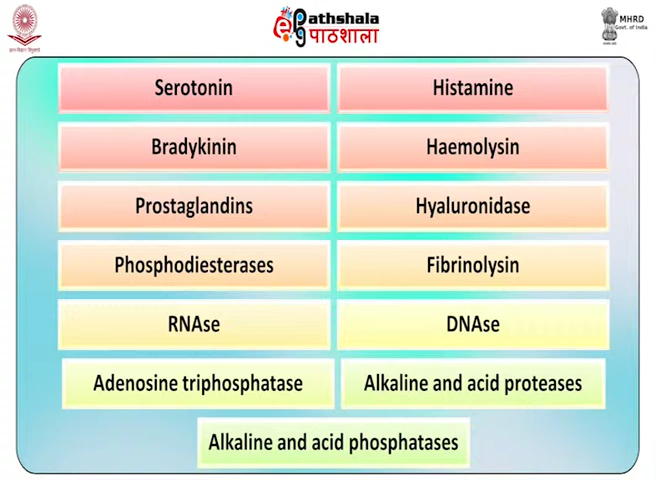 Pathshala
पाठशाला
MHRD
Govt. of India
Serotonin
Histamine
Bradykinin
Haemolysin
Prostaglandins
Hyaluronidase
Phosphodiesterases
Fibrinolysin
RNAse
DNAse
Adenosine triphosphatase
Alkaline and acid proteases
Alkaline and acid phosphatases